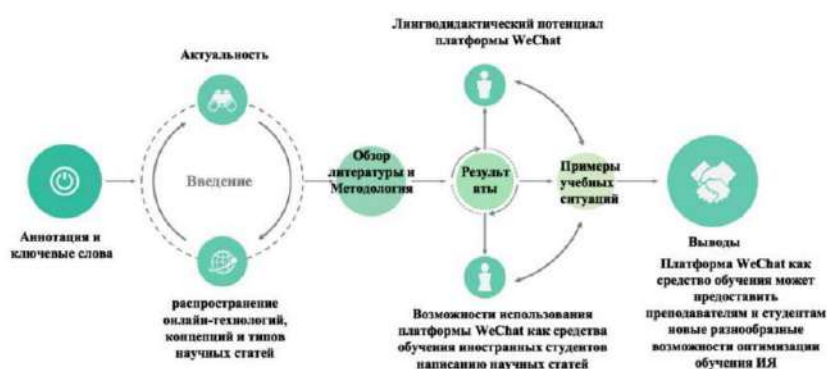 Аннотация и
ключевые слова
Актуальность
Введение
распространение
онлайн-технологий,
концепций и типов
научных статей
Обзор
литературы и
Методология
Лингводидактический потенциал
платформы WeChat
Результ
аты
Возможности использования
платформы WeChat как средства
обучения иностранных студентов
написанию научных статей
Примеры
учебных
ситуаций
Выводы
Платформа WeChat как
средство обучения может
предоставить
преподавателям и студентам
новые разнообразные
возможности оптимизации
обучения ИЯ